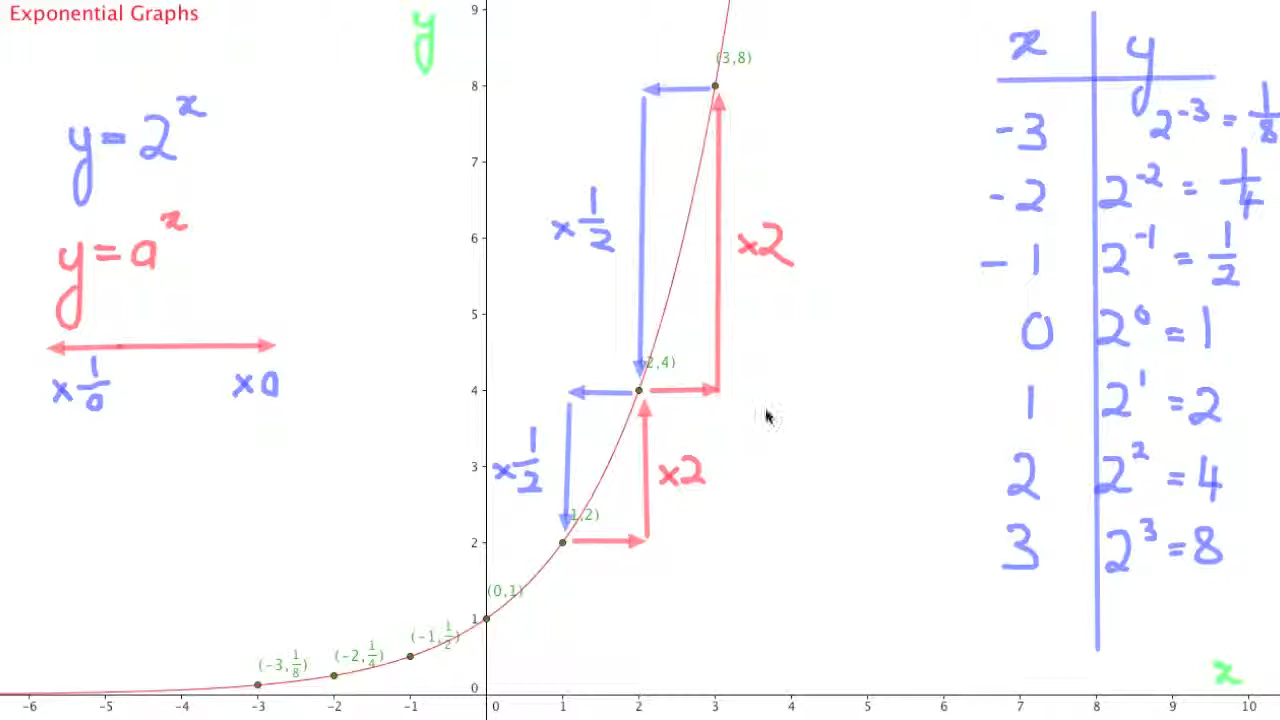 Exponential Graphs
y
y = 2^x
y = a^x
×1/0 ×0
9
8
7
6
5
4
3
2
1
0
(3,8)
(2,4)
(1,2)
(0,1)
(-1,1/2)
(-2,1/4)
(-3,1/8)
×1/2
×2
×1/2
×2
x y
-3 2^-3 = 1/8
-2 2^-2 = 1/4
-1 2^-1 = 1/2
0 2^0 = 1
1 2^1 = 2
2 2^2 = 4
3 2^3 = 8
x
-6 -5 -4 -3 -2 -1 0 1 2 3 4 5 6 7 8 9 10